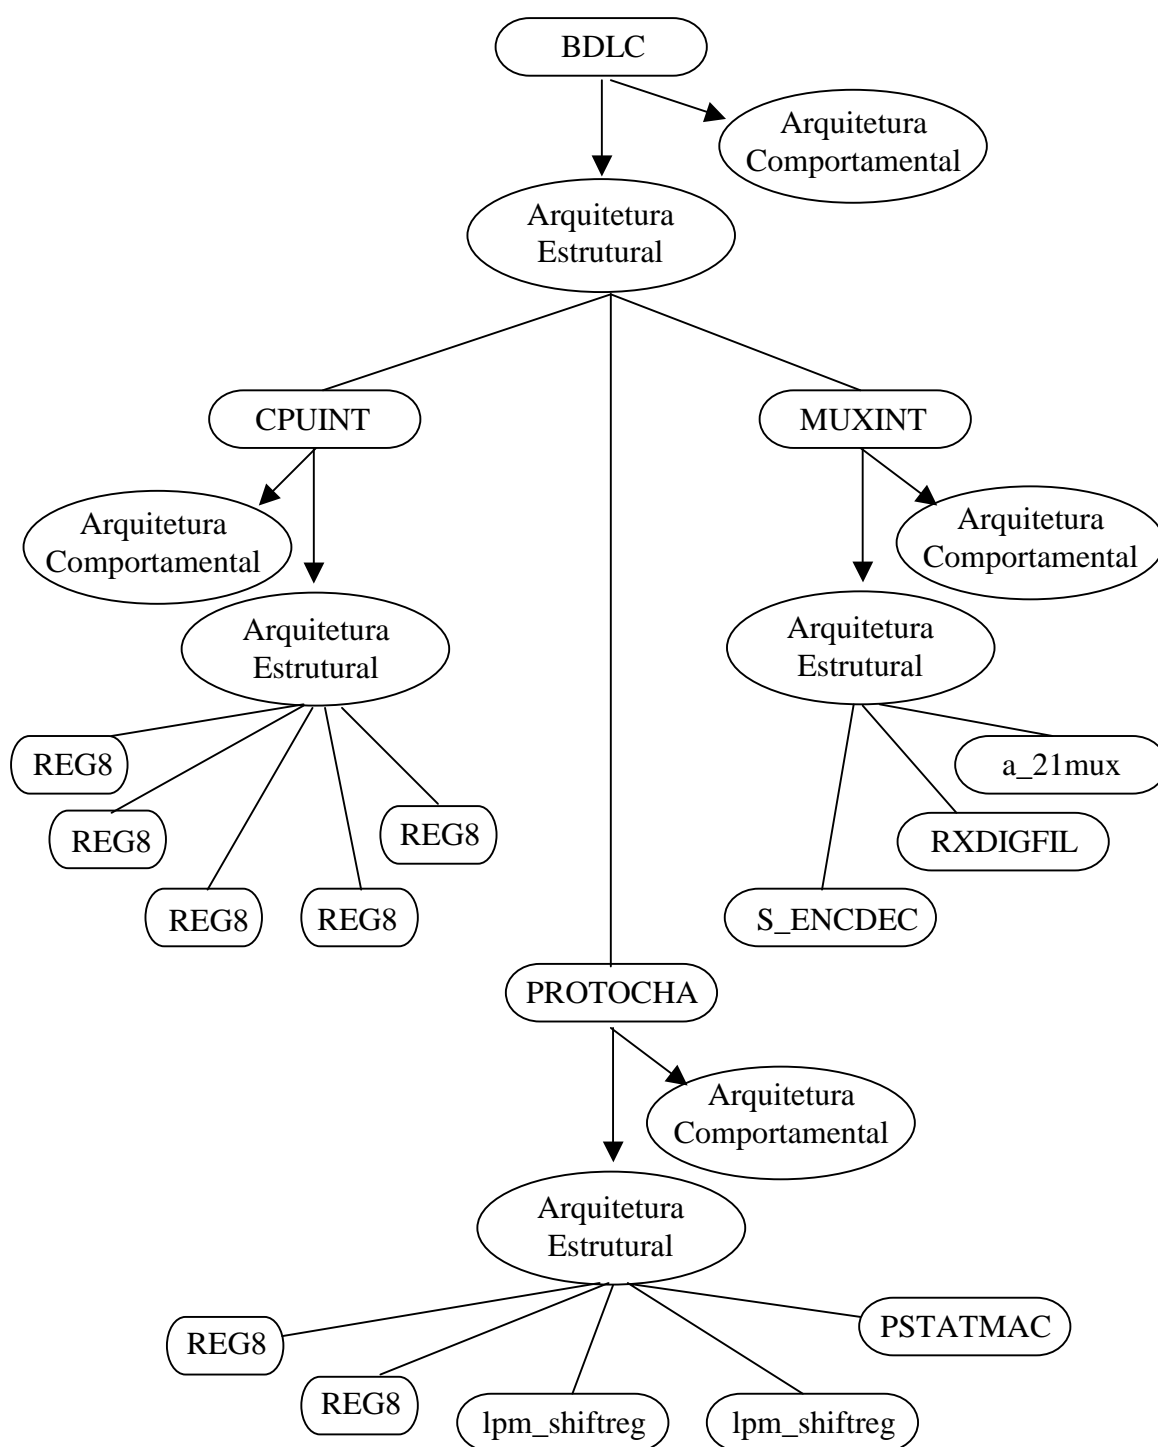 BDLC
Arquitetura
Comportamental
Arquitetura
Estrutural
CPUINT
MUXINT
Arquitetura
Comportamental
Arquitetura
Comportamental
Arquitetura
Estrutural
Arquitetura
Estrutural
REG8
REG8
REG8
REG8
REG8
a_21mux
RXDIGFIL
S_ENCDEC
PROTOCHA
Arquitetura
Comportamental
Arquitetura
Estrutural
REG8
REG8
lpm_shiftreg
lpm_shiftreg
PSTATMAC